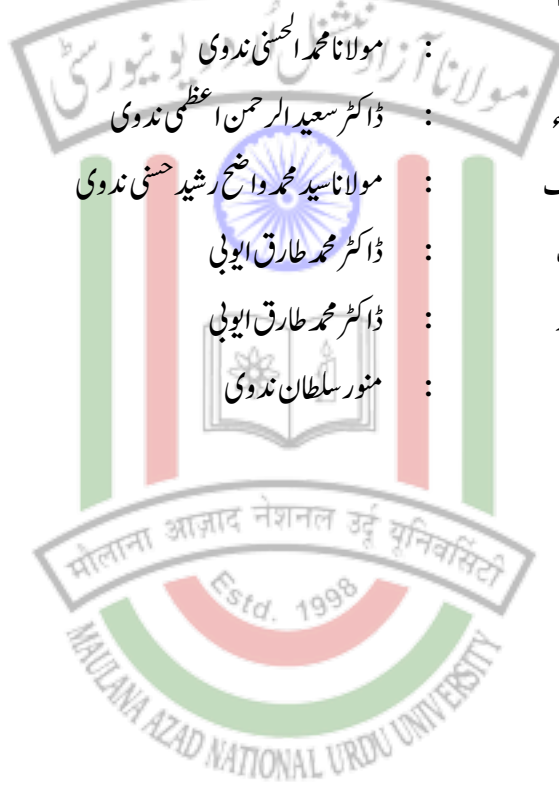 مولانا آزاد نیشنل اُردو یونیورسٹی
: مولانا محمد الحسنی ندوی
: ڈاکٹر سعید الرحمن اعظمی ندوی
: مولانا سید محمد واضح رشید حسنی ندوی
: ڈاکٹر محمد طارق ایوبی
: ڈاکٹر محمد طارق ایوبی
: منور سلطان ندوی
मौलाना आज़ाद नेशनल उर्दू यूनिवर्सिटी
Estd. 1998
MAULANA AZAD NATIONAL URDU UNIVERSITY